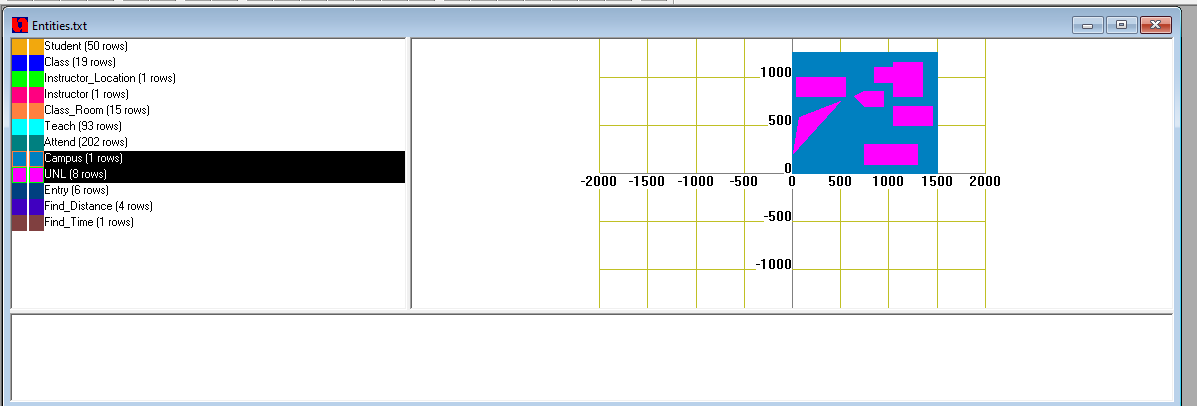 Entities.txt
Student (50 rows)
Class (19 rows)
Instructor_Location (1 rows)
Instructor (1 rows)
Class_Room (15 rows)
Teach (93 rows)
Attend (202 rows)
Campus (1 rows)
UNL (8 rows)
Entry (6 rows)
Find_Distance (4 rows)
Find_Time (1 rows)
1000
500
0
-2000 -1500 -1000 -500 0 500 1000 1500 2000
-500
-1000